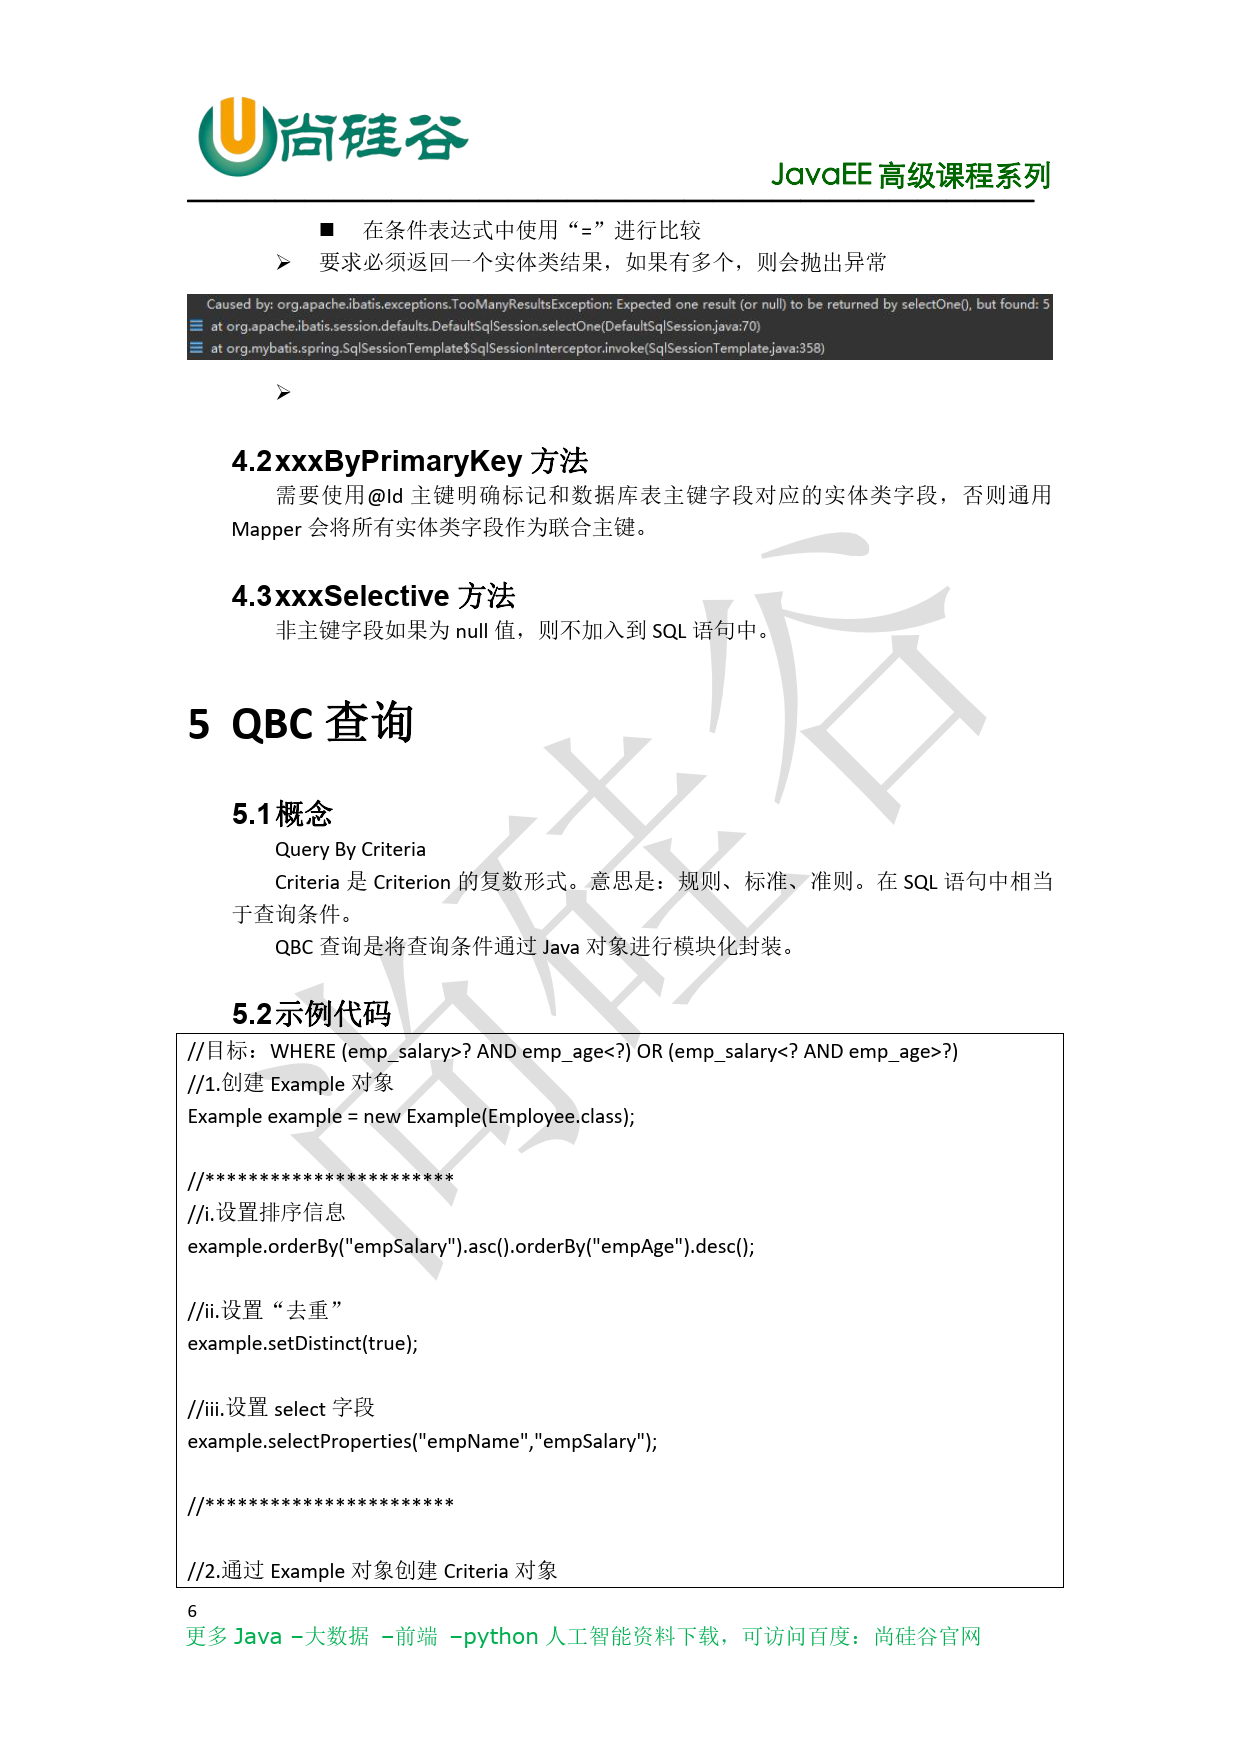 尚硅谷
JavaEE 高级课程系列
■ 在条件表达式中使用“=”进行比较
➢ 要求必须返回一个实体类结果，如果有多个，则会抛出异常
Caused by: org.apache.ibatis.exceptions.TooManyResultsException: Expected one result (or null) to be returned by selectOne(), but found: 5
at org.apache.ibatis.session.defaults.DefaultSqlSession.selectOne(DefaultSqlSession.java:70)
at org.mybatis.spring.SqlSessionTemplate$SqlSessionInterceptor.invoke(SqlSessionTemplate.java:358)
➢
4.2 xxxByPrimaryKey 方法
需要使用@Id 主键明确标记和数据库表主键字段对应的实体类字段，否则通用
Mapper 会将所有实体类字段作为联合主键。
4.3 xxxSelective 方法
非主键字段如果为 null 值，则不加入到 SQL 语句中。
5 QBC 查询
5.1 概念
Query By Criteria
Criteria 是 Criterion 的复数形式。意思是：规则、标准、准则。在 SQL 语句中相当
于查询条件。
QBC 查询是将查询条件通过 Java 对象进行模块化封装。
5.2 示例代码
//目标：WHERE (emp_salary>? AND emp_age<?) OR (emp_salary<? AND emp_age>?)
//1.创建 Example 对象
Example example = new Example(Employee.class);
//***********************
//i.设置排序信息
example.orderBy("empSalary").asc().orderBy("empAge").desc();
//ii.设置“去重”
example.setDistinct(true);
//iii.设置 select 字段
example.selectProperties("empName","empSalary");
//***********************
//2.通过 Example 对象创建 Criteria 对象
6
更多 Java –大数据 –前端 –python 人工智能资料下载，可访问百度：尚硅谷官网
尚硅谷